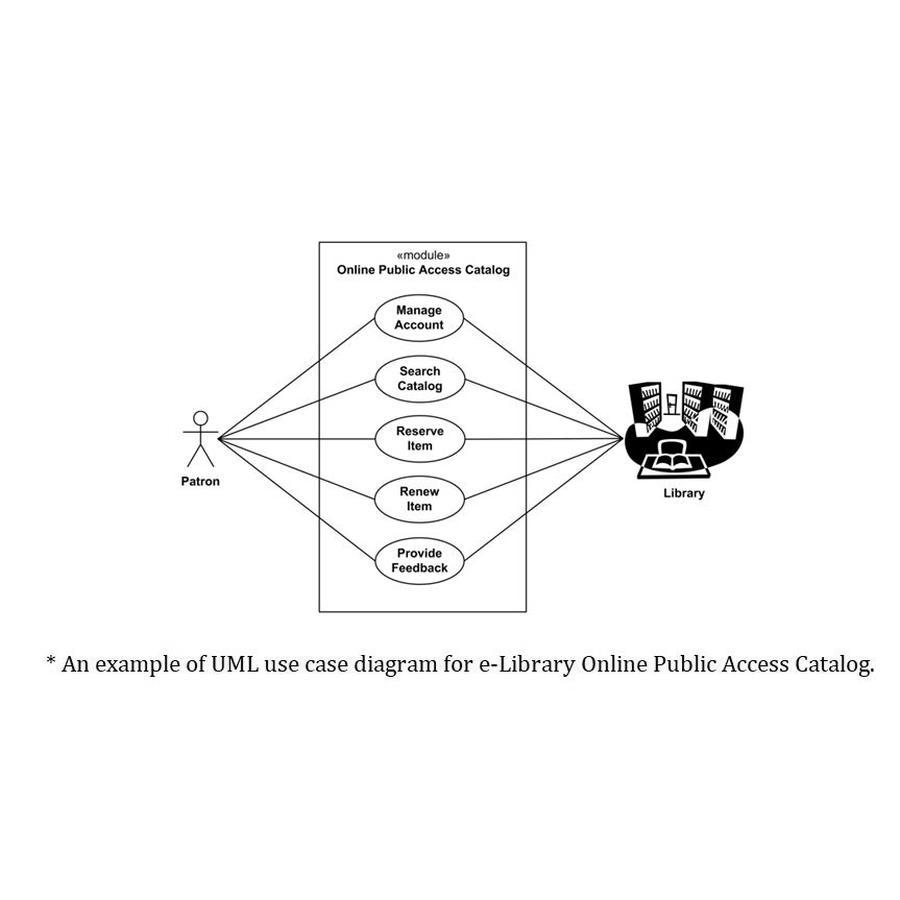 «module»
Online Public Access Catalog
Manage
Account
Search
Catalog
Reserve
Item
Renew
Item
Provide
Feedback
Patron
Library
* An example of UML use case diagram for e-Library Online Public Access Catalog.